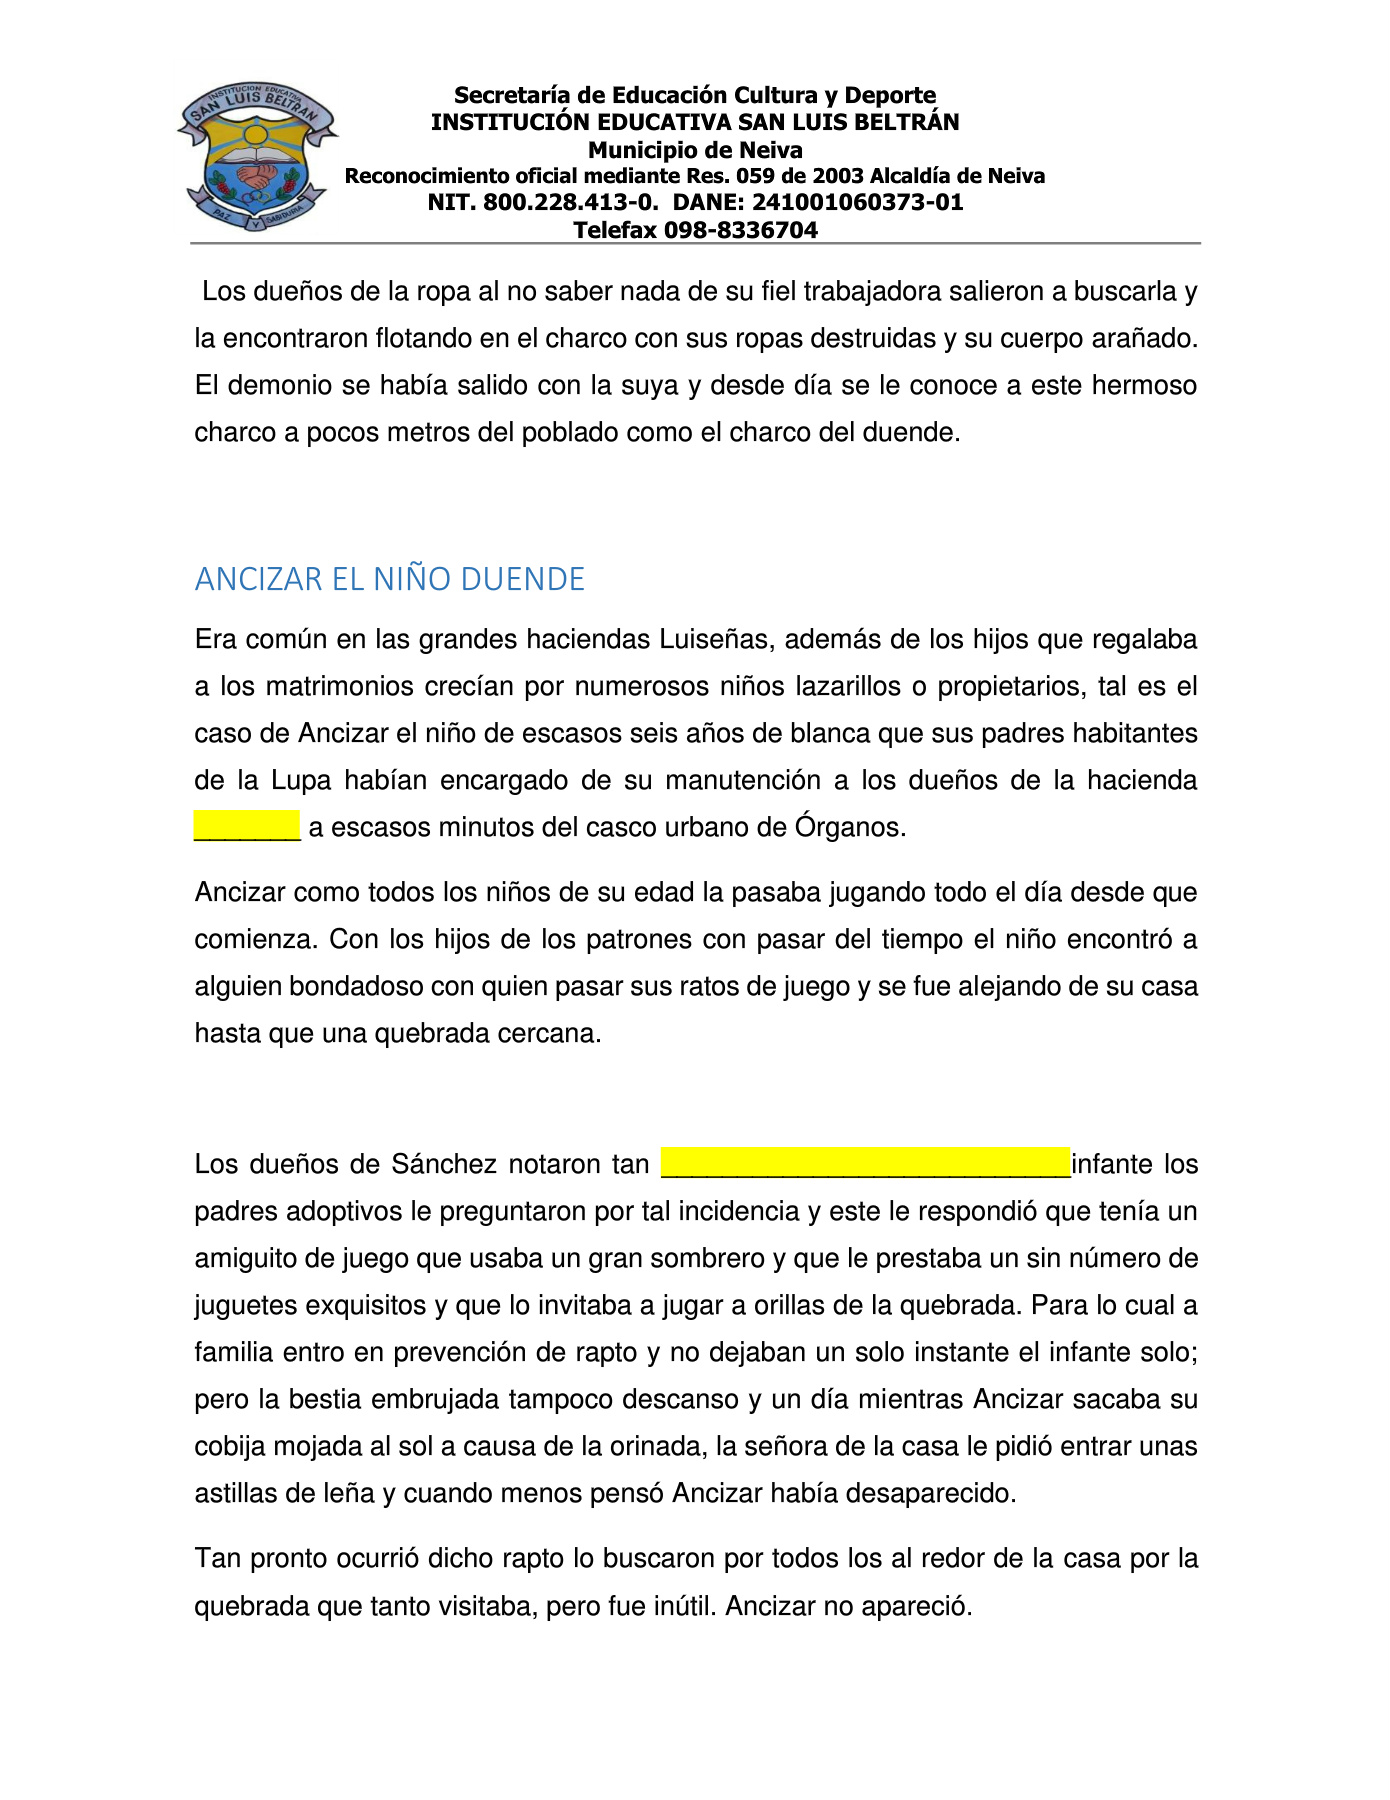 INSTITUCION EDUCATIVA
SAN LUIS BELTRAN
PAZ Y SABIDURIA
Secretaría de Educación Cultura y Deporte
INSTITUCIÓN EDUCATIVA SAN LUIS BELTRÁN
Municipio de Neiva
Reconocimiento oficial mediante Res. 059 de 2003 Alcaldía de Neiva
NIT. 800.228.413-0. DANE: 241001060373-01
Telefax 098-8336704
Los dueños de la ropa al no saber nada de su fiel trabajadora salieron a buscarla y
la encontraron flotando en el charco con sus ropas destruidas y su cuerpo arañado.
El demonio se había salido con la suya y desde día se le conoce a este hermoso
charco a pocos metros del poblado como el charco del duende.
ANCIZAR EL NIÑO DUENDE
Era común en las grandes haciendas Luiseñas, además de los hijos que regalaba
a los matrimonios crecían por numerosos niños lazarillos o propietarios, tal es el
caso de Ancizar el niño de escasos seis años de blanca que sus padres habitantes
de la Lupa habían encargado de su manutención a los dueños de la hacienda
_______ a escasos minutos del casco urbano de Órganos.
Ancizar como todos los niños de su edad la pasaba jugando todo el día desde que
comienza. Con los hijos de los patrones con pasar del tiempo el niño encontró a
alguien bondadoso con quien pasar sus ratos de juego y se fue alejando de su casa
hasta que una quebrada cercana.
Los dueños de Sánchez notaron tan ___________________________infante los
padres adoptivos le preguntaron por tal incidencia y este le respondió que tenía un
amiguito de juego que usaba un gran sombrero y que le prestaba un sin número de
juguetes exquisitos y que lo invitaba a jugar a orillas de la quebrada. Para lo cual a
familia entro en prevención de rapto y no dejaban un solo instante el infante solo;
pero la bestia embrujada tampoco descanso y un día mientras Ancizar sacaba su
cobija mojada al sol a causa de la orinada, la señora de la casa le pidió entrar unas
astillas de leña y cuando menos pensó Ancizar había desaparecido.
Tan pronto ocurrió dicho rapto lo buscaron por todos los al redor de la casa por la
quebrada que tanto visitaba, pero fue inútil. Ancizar no apareció.